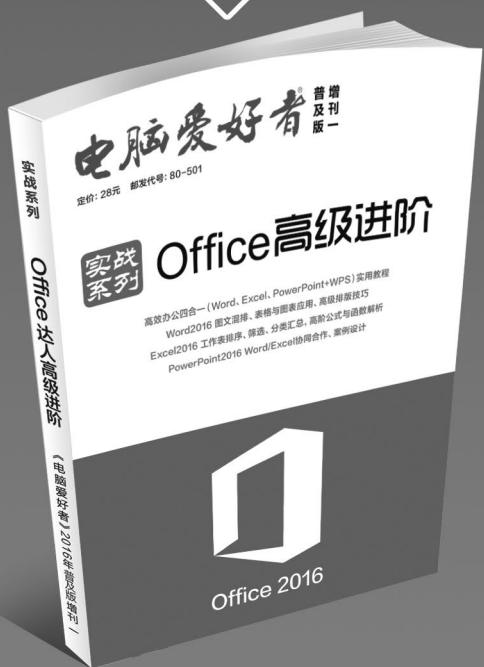 电脑爱好者®
普及版
增刊一
定价：28元 邮发代号：80-501
实战系列
Office高级进阶
高效办公四合一（Word、Excel、PowerPoint+WPS）实用教程
Word2016 图文混排、表格与图表应用、高级排版技巧
Excel2016 工作表排序、筛选、分类汇总，高阶公式与函数解析
PowerPoint2016 Word/Excel协同合作、案例设计
Office 2016
实战系列
Office 达人高级进阶
《电脑爱好者》2016年普及版增刊一